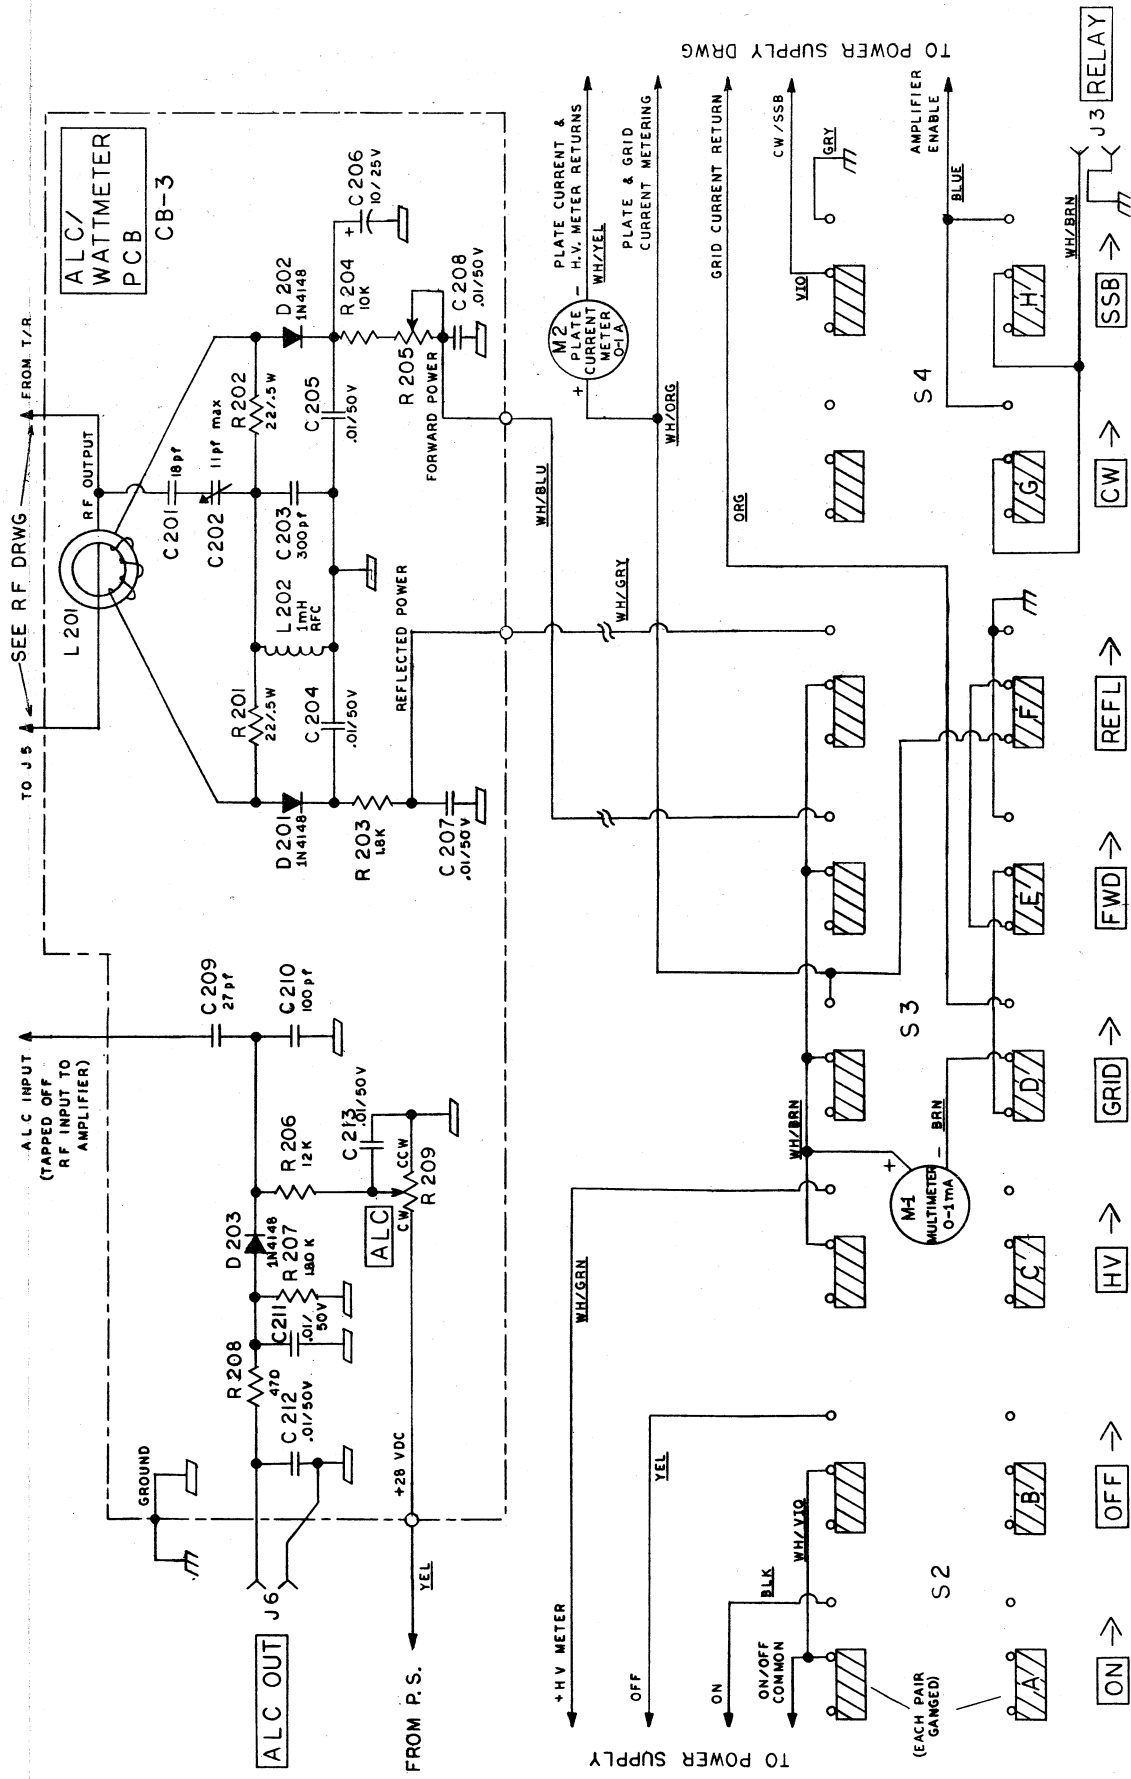 ALC/
WATTMETER
PCB
CB-3
TO J5
SEE RF DRWG
FROM T/R
L201
RF OUTPUT
C201
18pf
C202
11pf max
R201
22/.5W
R202
22/.5W
L202
1mH
RFC
C203
300pf
D201
1N4148
D202
1N4148
C204
.01/50V
C205
.01/50V
R203
1.8K
R204
10K
+
C206
10/25V
R205
FORWARD POWER
C207
.01/50V
C208
.01/50V
REFLECTED POWER
ALC INPUT
(TAPPED OFF
RF INPUT TO
AMPLIFIER)
C209
27pf
C210
100pf
D203
1N4148
R206
12K
C213
.01/50V
R207
180K
C211
.01/
50V
R208
470
C212
.01/50V
ALC
CW
CCW
R209
GROUND
J6
ALC OUT
+28 VDC
YEL
FROM P.S.
+HV METER
WH/GRN
OFF
YEL
ON
BLK
ON/OFF
COMMON
WH/VIO
TO POWER SUPPLY
(EACH PAIR
GANGED)
S2
A
B
ON →
OFF →
WH/BLU
WH/GRY
WH/ORG
ORG
M2
PLATE
CURRENT
METER
0-1A
+
-
PLATE CURRENT &
H.V. METER RETURNS
WH/YEL
PLATE & GRID
CURRENT METERING
GRID CURRENT RETURN
CW/SSB
VIO
GRY
AMPLIFIER
ENABLE
BLUE
TO POWER SUPPLY DRWG
WH/BRN
BRN
M-1
MULTIMETER
0-1mA
+
-
S3
C
D
E
F
HV →
GRID →
FWD →
REFL →
S4
G
H
WH/BRN
CW →
SSB →
J3
RELAY